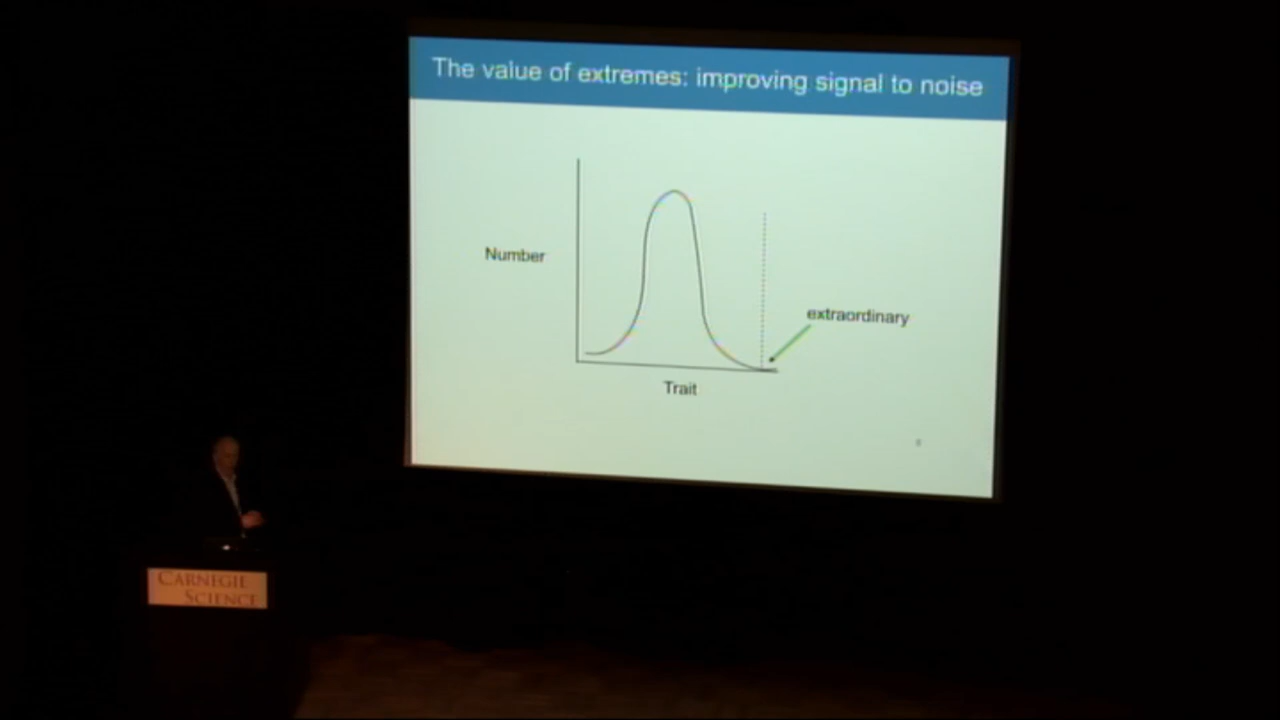 The value of extremes: improving signal to noise
Number
extraordinary
Trait
CARNEGIE
SCIENCE